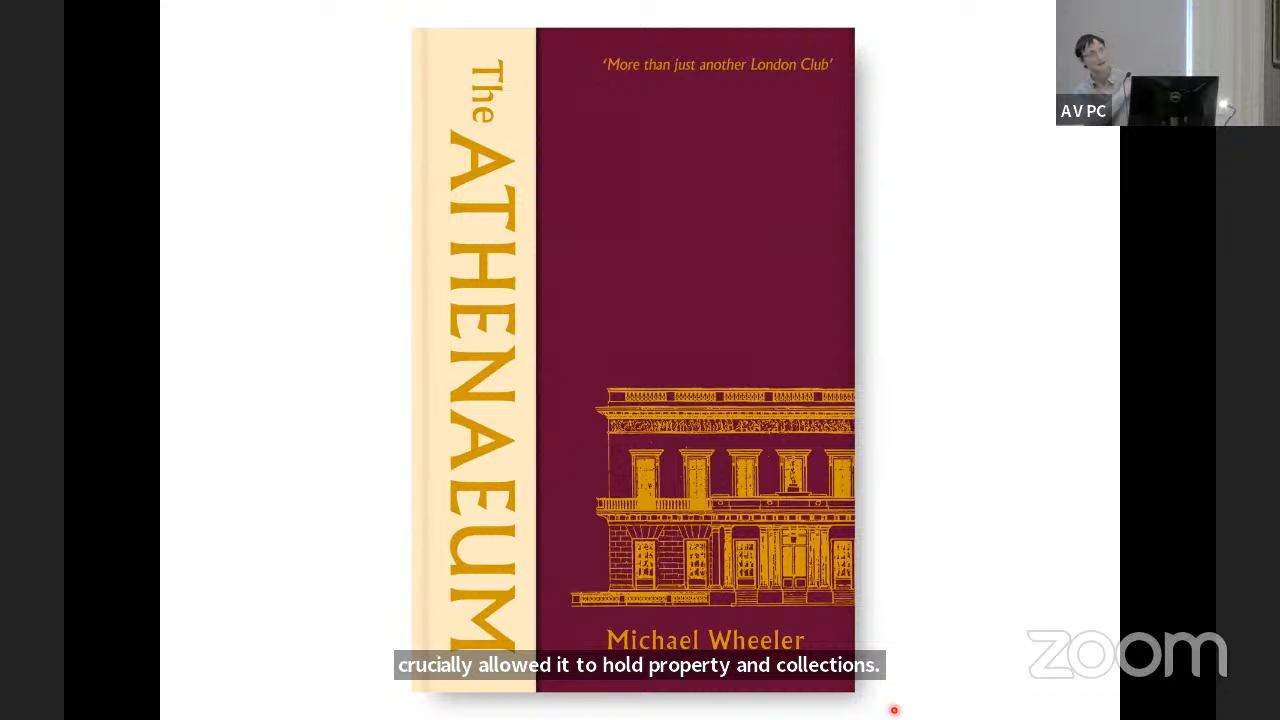 'More than just another London Club'
The ATHENAEUM
Michael Wheeler
crucially allowed it to hold property and collections.
AV PC
zoom